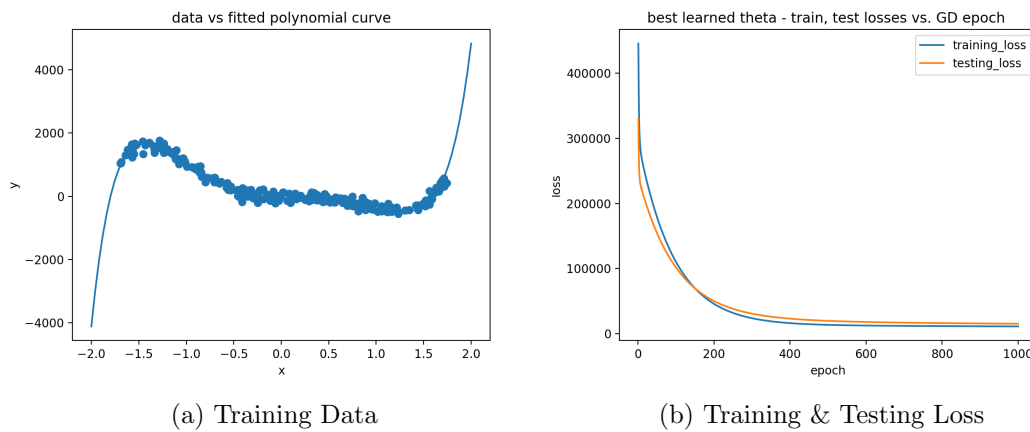 data vs fitted polynomial curve
4000
2000
0
−2000
−4000
y
−2.0 −1.5 −1.0 −0.5 0.0 0.5 1.0 1.5 2.0
x
(a) Training Data
best learned theta - train, test losses vs. GD epoch
training_loss
testing_loss
400000
300000
200000
100000
0
loss
0 200 400 600 800 1000
epoch
(b) Training & Testing Loss